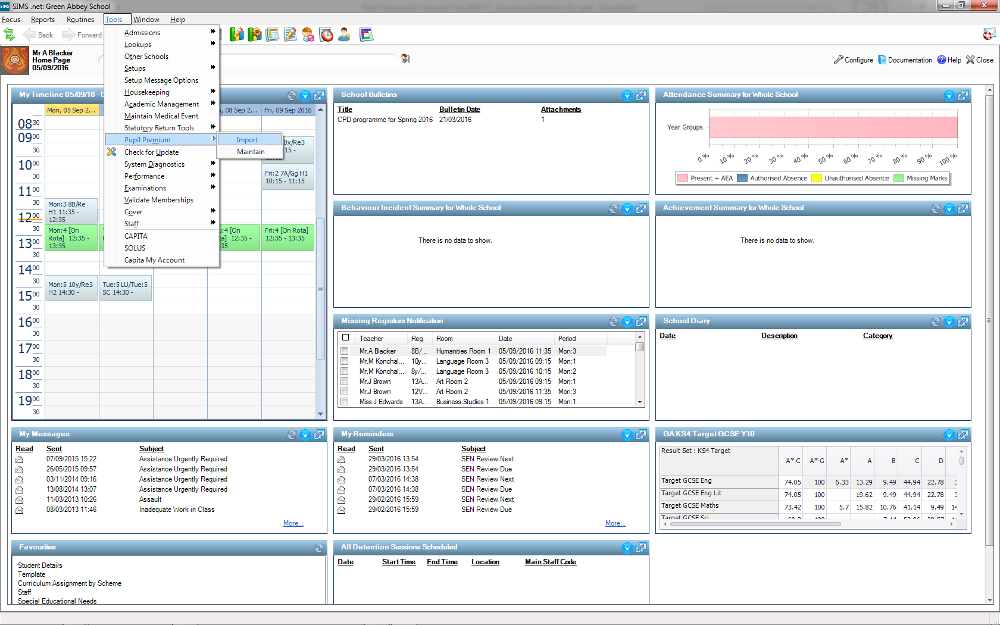 SIMS .net: Green Abbey School
Focus Reports Routines Tools Window Help
Back Forward
Mr A Blacker
Home Page
05/09/2016
Configure Documentation Help Close
Admissions
Lookups
Other Schools
Setups
Setup Message Options
Housekeeping
Academic Management
Maintain Medical Event
Statutory Return Tools
Pupil Premium
Check for Update
System Diagnostics
Performance
Examinations
Validate Memberships
Cover
Staff
CAPITA
SOLUS
Capita My Account
Import
Maintain
My Timeline 05/09/16 -
Mon, 05 Sep 2... 08 Sep 2... Fri, 09 Sep 2016
08 30
09 00
30
10 00
30
11 00
30
12 00
30
13 00
30
14 00
30
15 00
30
16 00
30
17 00
30
18 00
30
19 00
30
0x/Re3
15 -
Fri:2 7A/Gg H1
10:15 - 11:15
Mon:3 8B/Re
H1 11:35 -
12:35
Mon:4 [On
Rota] 12:35 -
13:35
:4 [On
12:35 -
Fri:4 [On Rota]
12:35 - 13:35
Mon:5 10y/Re3
H2 14:30 -
Tue:5 LU/Tue:5
SC 14:30 -
School Bulletins
Title Bulletin Date Attachments
CPD programme for Spring 2016 21/03/2016 1
Attendance Summary for Whole School
Year Groups
0 % 10 % 20 % 30 % 40 % 50 % 60 % 70 % 80 % 90 % 100 %
Present + AEA Authorised Absence Unauthorised Absence Missing Marks
Behaviour Incident Summary for Whole School
There is no data to show.
Achievement Summary for Whole School
There is no data to show.
Missing Registers Notification
Teacher Reg Room Date Period
Mr.A Blacker 8B/... Humanities Room 1 05/09/2016 11:35 Mon:3
Mr.M Konchal... 10y... Language Room 3 05/09/2016 09:15 Mon:1
Mr.M Konchal... 8y/... Language Room 3 05/09/2016 10:15 Mon:2
Mr.J Brown 13A... Art Room 2 05/09/2016 09:15 Mon:1
Mr.J Brown 12V... Art Room 2 05/09/2016 11:35 Mon:3
Miss.J Edwards 13A... Business Studies 1 05/09/2016 09:15 Mon:1
School Diary
Date Description Category
My Messages
Read Sent Subject
07/09/2015 15:22 Assistance Urgently Required
26/05/2015 09:57 Assistance Urgently Required
03/11/2014 09:16 Assistance Urgently Required
13/08/2014 13:07 Assistance Urgently Required
11/03/2013 10:26 Assault
08/03/2013 11:46 Inadequate Work in Class
More...
My Reminders
Read Sent Subject
29/03/2016 13:54 SEN Review Next
29/03/2016 13:54 SEN Review Due
07/03/2016 14:38 SEN Review Next
07/03/2016 14:38 SEN Review Due
29/02/2016 15:59 SEN Review Next
29/02/2016 15:59 SEN Review Due
More...
GA KS4 Target GCSE Y10
Result Set : KS4 Target
A*-C A*-G A* A B C D
Target GCSE Eng 74.05 100 6.33 13.29 9.49 44.94 22.78
Target GCSE Eng Lit 74.05 100 19.62 9.49 44.94 22.78
Target GCSE Maths 73.42 100 5.7 15.82 10.76 41.14 9.49
Target GCSE Sci
Favourites
Student Details
Template
Curriculum Assignment by Scheme
Staff
Special Educational Needs
All Detention Sessions Scheduled
Date Start Time End Time Location Main Staff Code